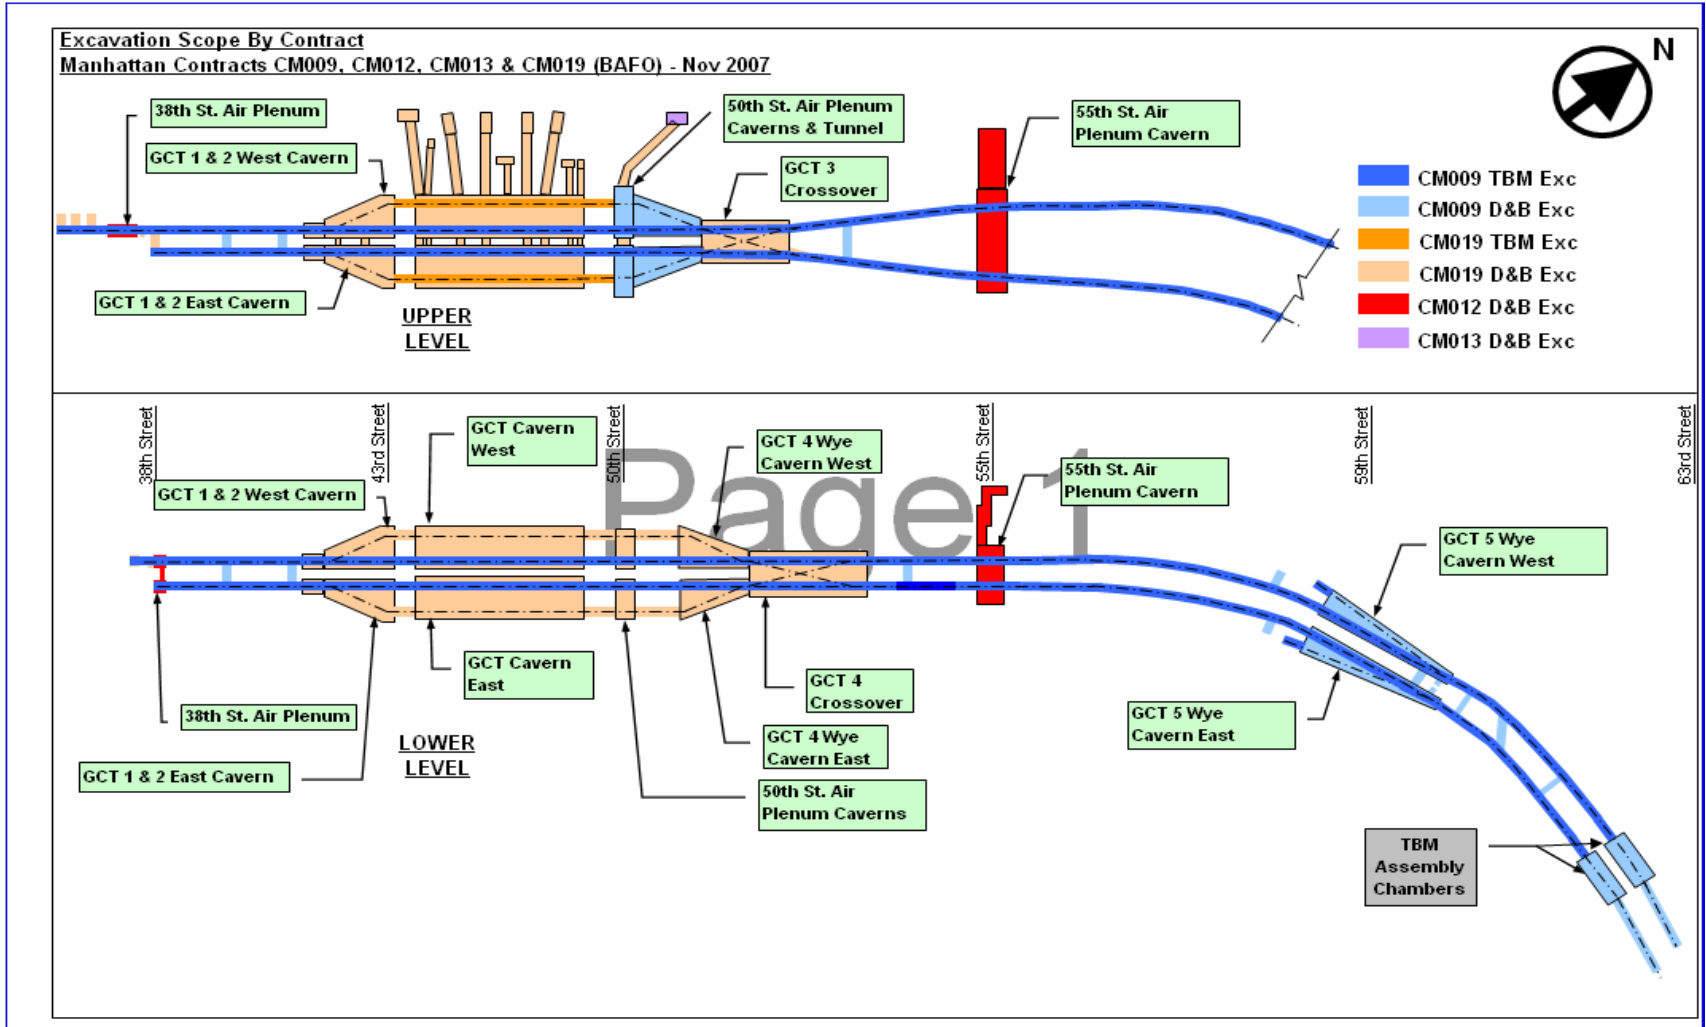 Excavation Scope By Contract
Manhattan Contracts CM009, CM012, CM013 & CM019 (BAFO) - Nov 2007
N
38th St. Air Plenum
50th St. Air Plenum
Caverns & Tunnel
55th St. Air
Plenum Cavern
GCT 1 & 2 West Cavern
GCT 3
Crossover
CM009 TBM Exc
CM009 D&B Exc
CM019 TBM Exc
CM019 D&B Exc
CM012 D&B Exc
CM013 D&B Exc
GCT 1 & 2 East Cavern
UPPER
LEVEL
38th Street
43rd Street
50th Street
55th Street
59th Street
63rd Street
Page 1
GCT Cavern
West
GCT 4 Wye
Cavern West
55th St. Air
Plenum Cavern
GCT 1 & 2 West Cavern
GCT 5 Wye
Cavern West
GCT Cavern
East
GCT 4
Crossover
38th St. Air Plenum
GCT 5 Wye
Cavern East
LOWER
LEVEL
GCT 4 Wye
Cavern East
GCT 1 & 2 East Cavern
50th St. Air
Plenum Caverns
TBM
Assembly
Chambers